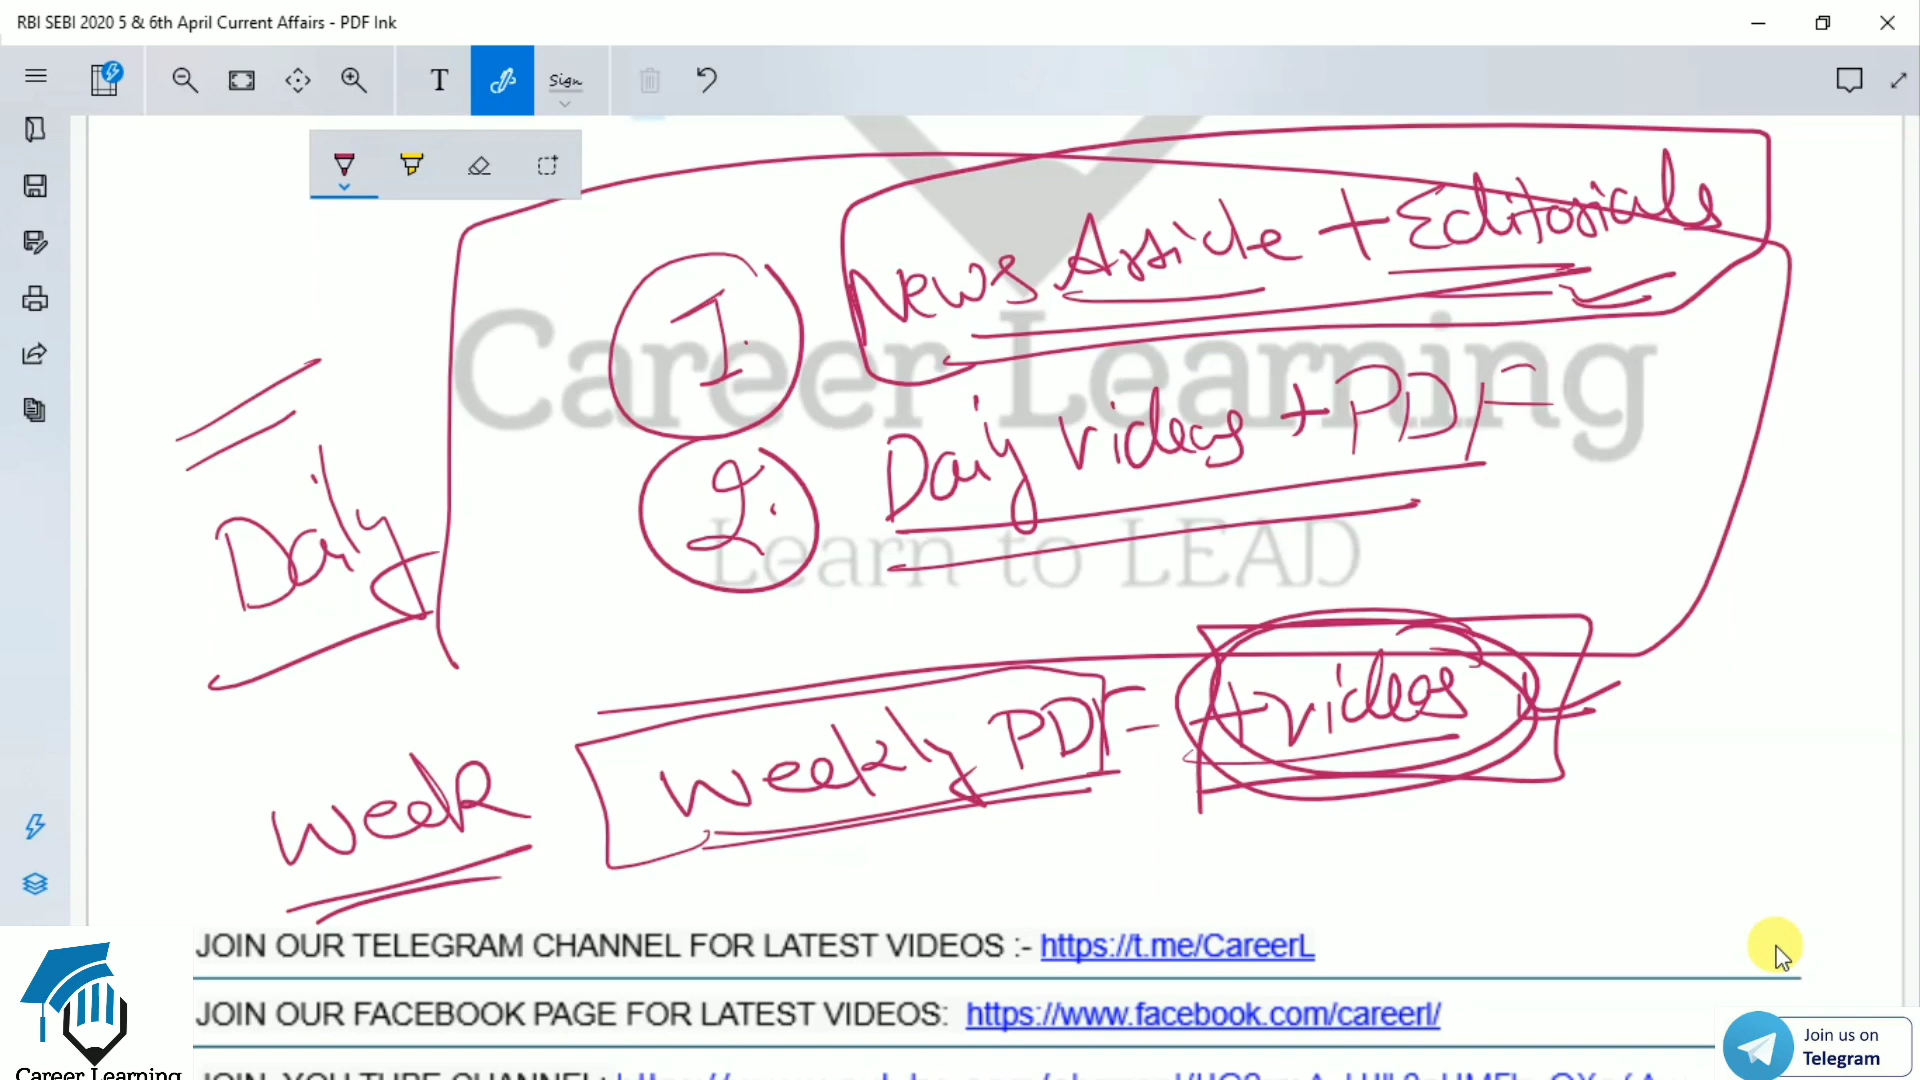 RBI SEBI 2020 5 & 6th April Current Affairs - PDF Ink
T
Sign
1. News Article + Editorials
Career Learning
2. Daiy videos + PDF
Daily
Learn to LEAD
Week Weekly PDF + videos
JOIN OUR TELEGRAM CHANNEL FOR LATEST VIDEOS :- https://t.me/CareerL
JOIN OUR FACEBOOK PAGE FOR LATEST VIDEOS: https://www.facebook.com/careerl/
Join us on
Telegram
Career Learning